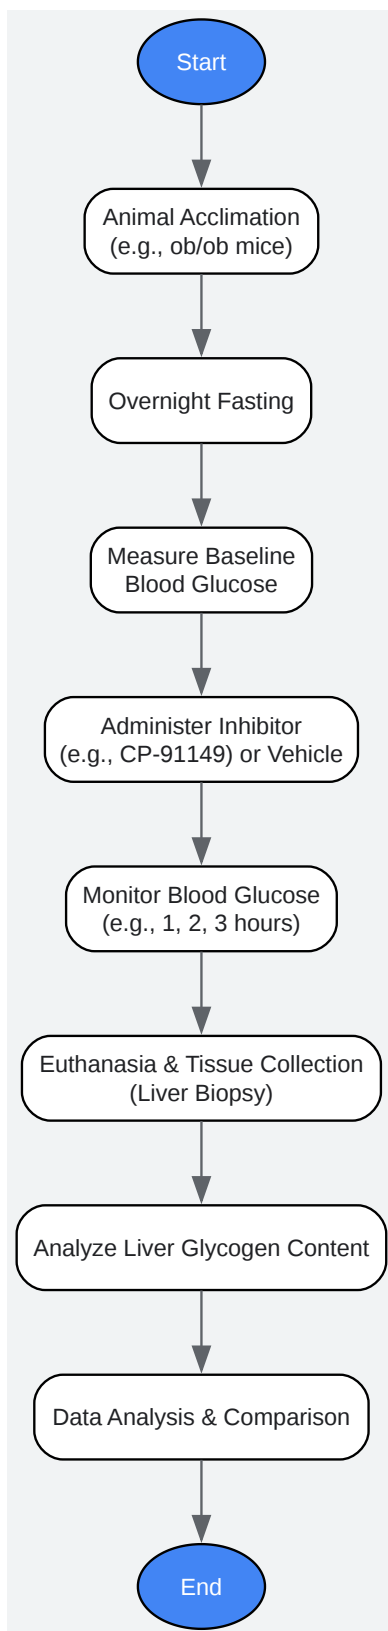 Start
Animal Acclimation
(e.g., ob/ob mice)
Overnight Fasting
Measure Baseline
Blood Glucose
Administer Inhibitor
(e.g., CP-91149) or Vehicle
Monitor Blood Glucose
(e.g., 1, 2, 3 hours)
Euthanasia & Tissue Collection
(Liver Biopsy)
Analyze Liver Glycogen Content
Data Analysis & Comparison
End